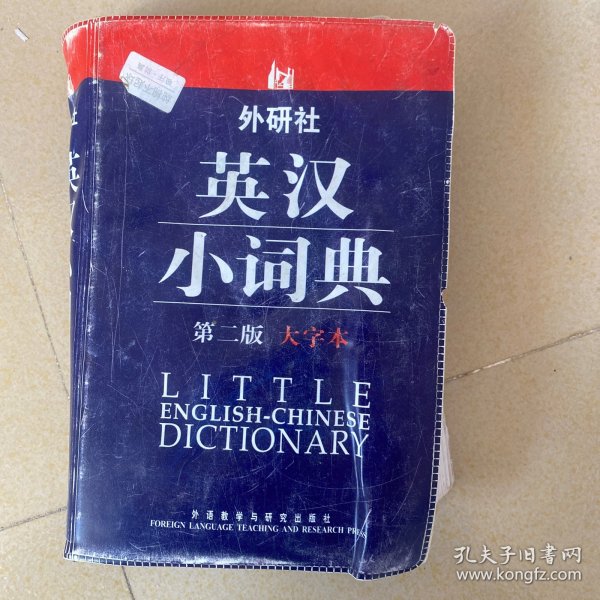 外研社
英汉
小词典
第二版 大字本
LITTLE
ENGLISH-CHINESE
DICTIONARY
外语教学与研究出版社
FOREIGN LANGUAGE TEACHING AND RESEARCH PRESS
社
英
孔夫子旧书网
www.kongfz.com